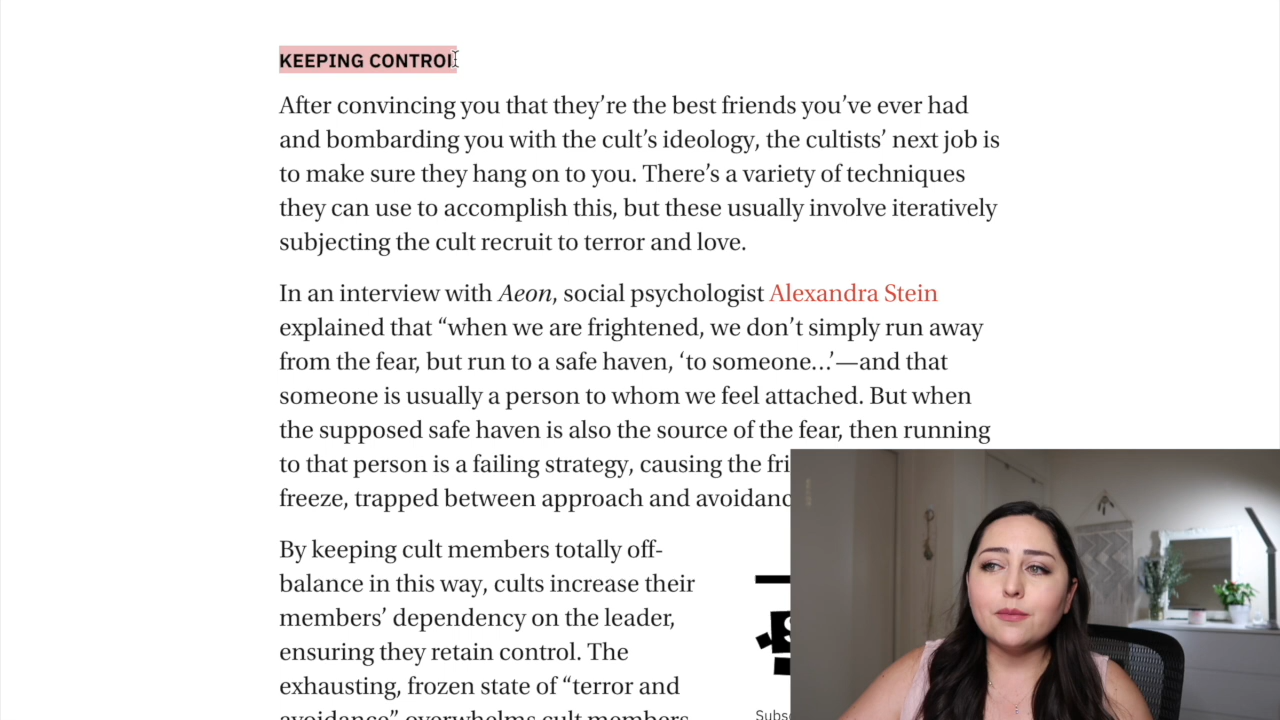 KEEPING CONTROL
After convincing you that they’re the best friends you’ve ever had
and bombarding you with the cult’s ideology, the cultists’ next job is
to make sure they hang on to you. There’s a variety of techniques
they can use to accomplish this, but these usually involve iteratively
subjecting the cult recruit to terror and love.
In an interview with Aeon, social psychologist Alexandra Stein
explained that “when we are frightened, we don’t simply run away
from the fear, but run to a safe haven, ‘to someone…’—and that
someone is usually a person to whom we feel attached. But when
the supposed safe haven is also the source of the fear, then running
to that person is a failing strategy, causing the fri
freeze, trapped between approach and avoidanc
By keeping cult members totally off-
balance in this way, cults increase their
members’ dependency on the leader,
ensuring they retain control. The
exhausting, frozen state of “terror and
avoidance” overwhelms cult members
Subsc